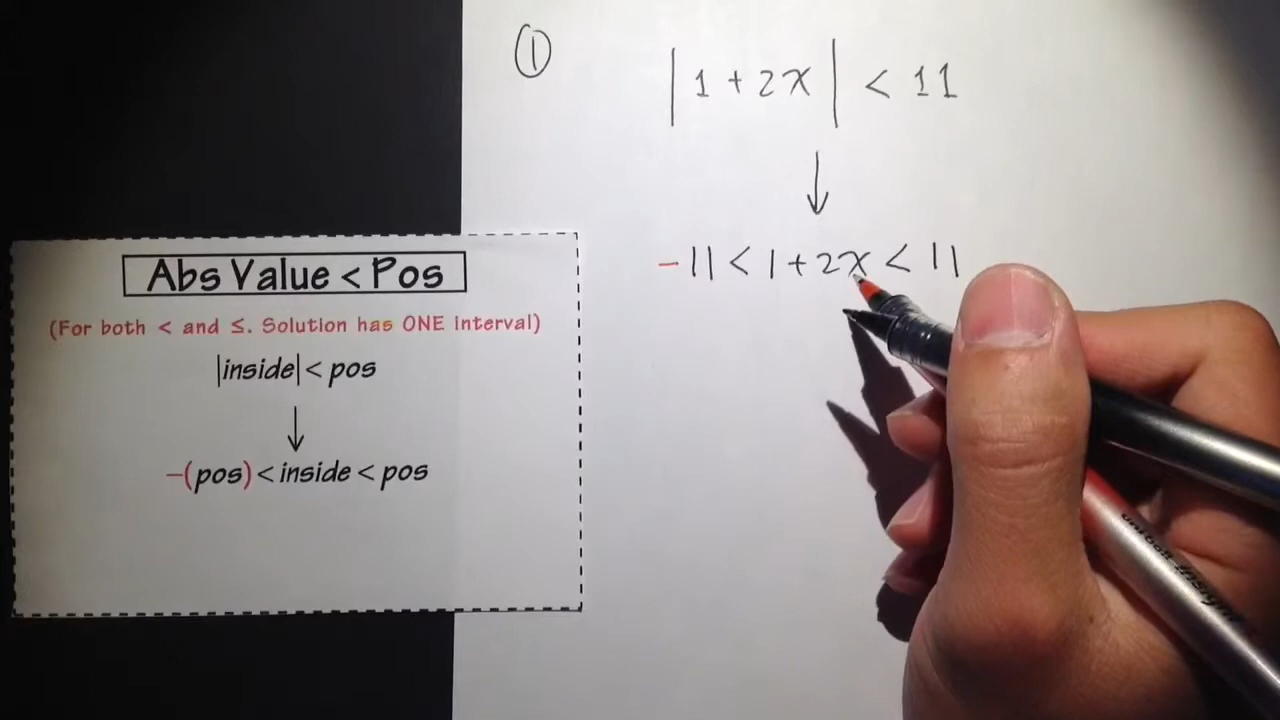 ①
|1 + 2x| < 11
↓
-11 < 1 + 2x < 11
Abs Value < Pos
(For both < and ≤. Solution has ONE interval)
|inside| < pos
↓
-(pos) < inside < pos